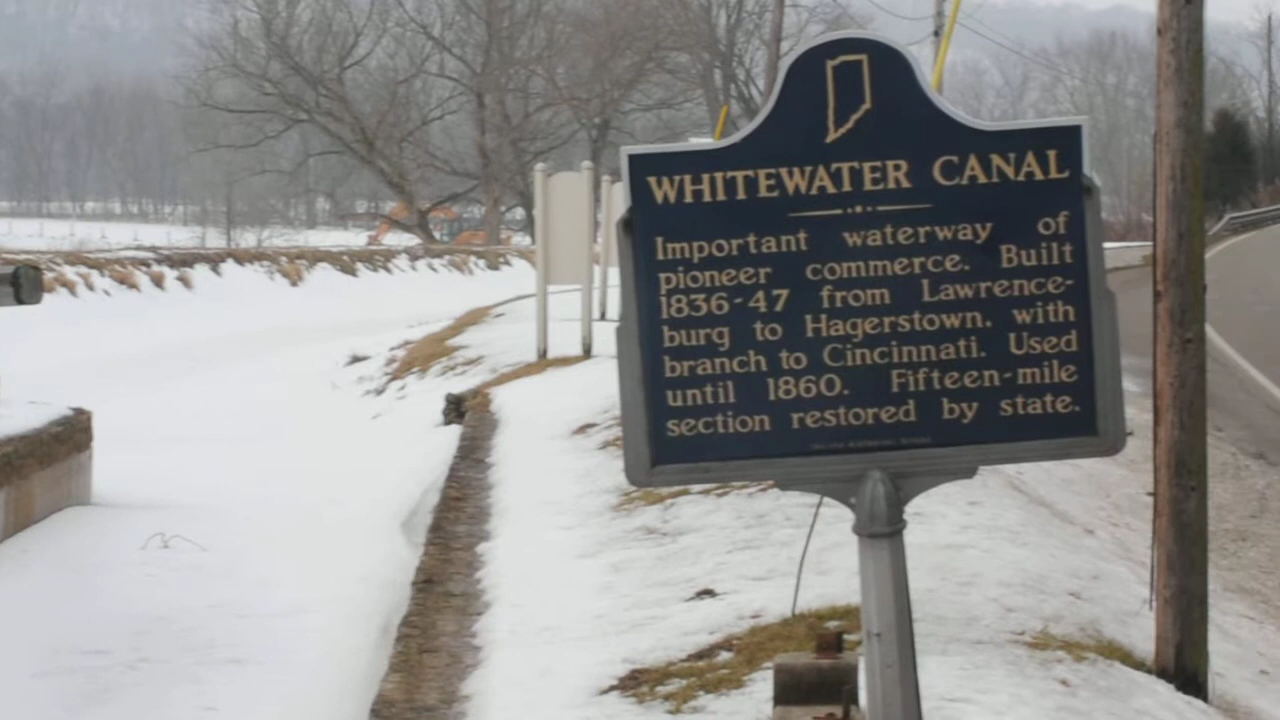 WHITEWATER CANAL
Important waterway of
pioneer commerce. Built
1836-47 from Lawrence-
burg to Hagerstown. with
branch to Cincinnati. Used
until 1860. Fifteen-mile
section restored by state.